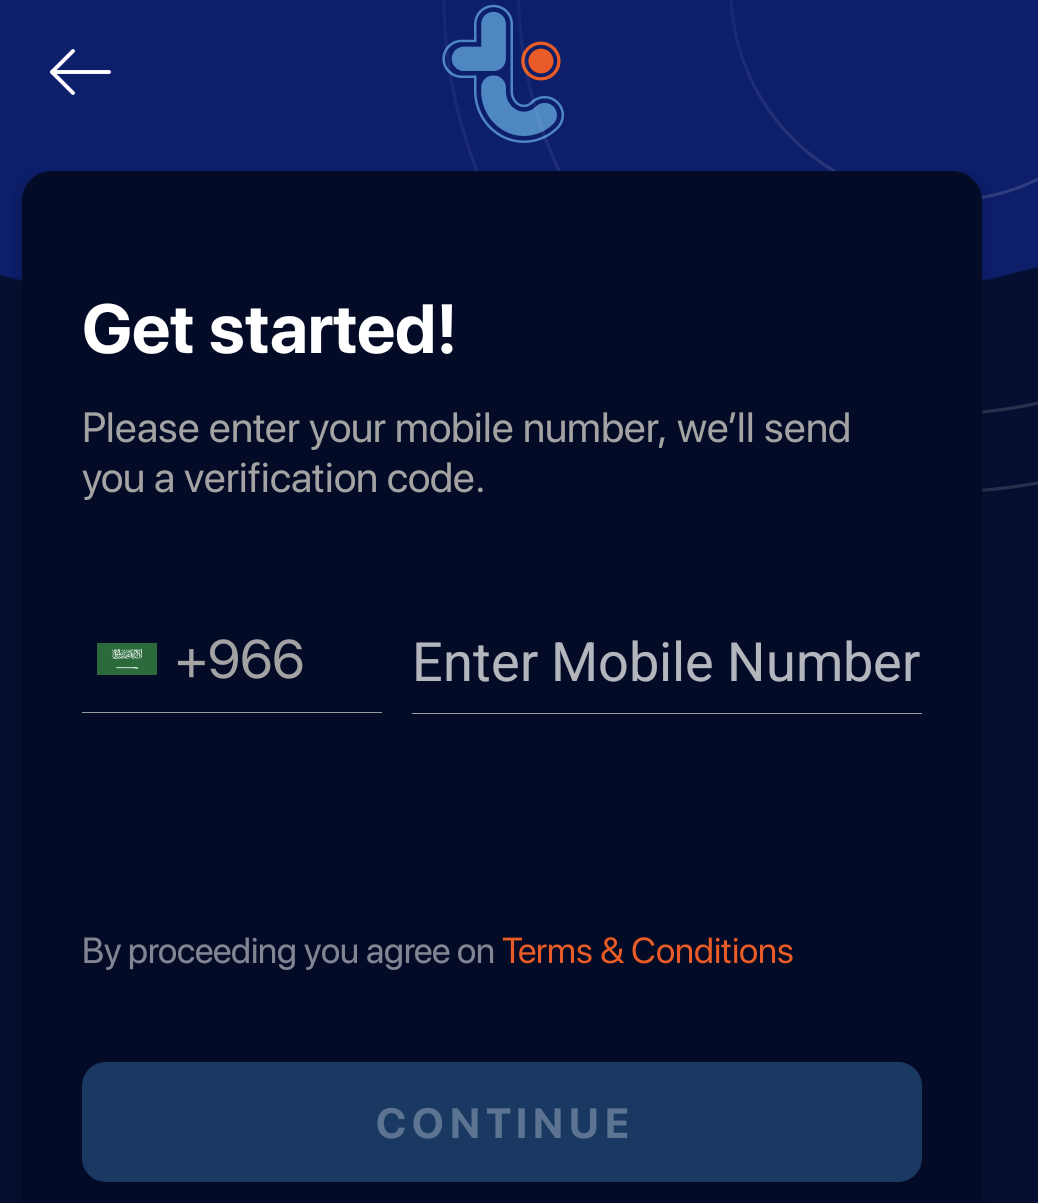 Get started!
Please enter your mobile number, we’ll send
you a verification code.
+966 Enter Mobile Number
By proceeding you agree on Terms & Conditions
CONTINUE